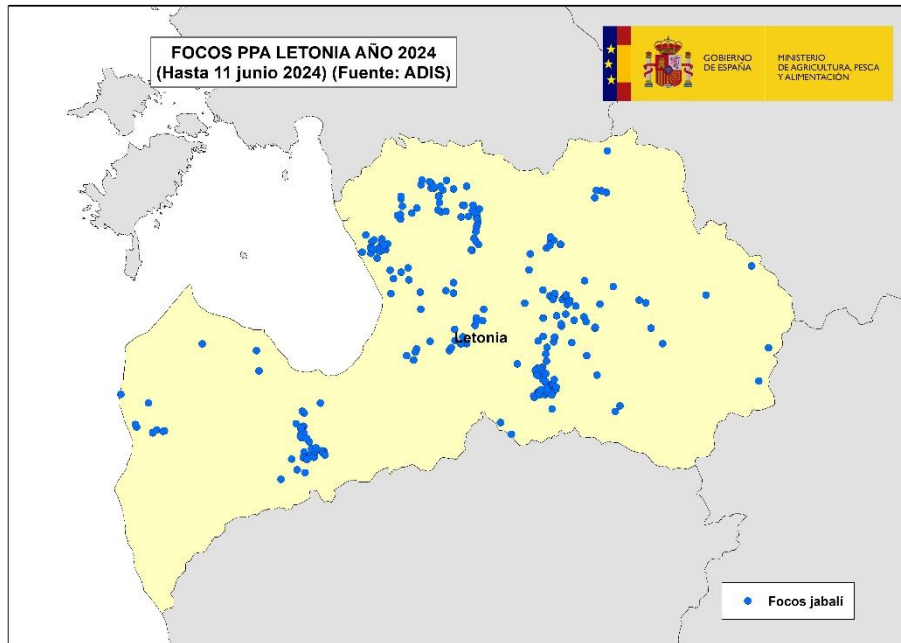 FOCOS PPA LETONIA AÑO 2024
(Hasta 11 junio 2024) (Fuente: ADIS)
GOBIERNO
DE ESPAÑA
MINISTERIO
DE AGRICULTURA, PESCA
Y ALIMENTACIÓN
Letonia
Focos jabalí